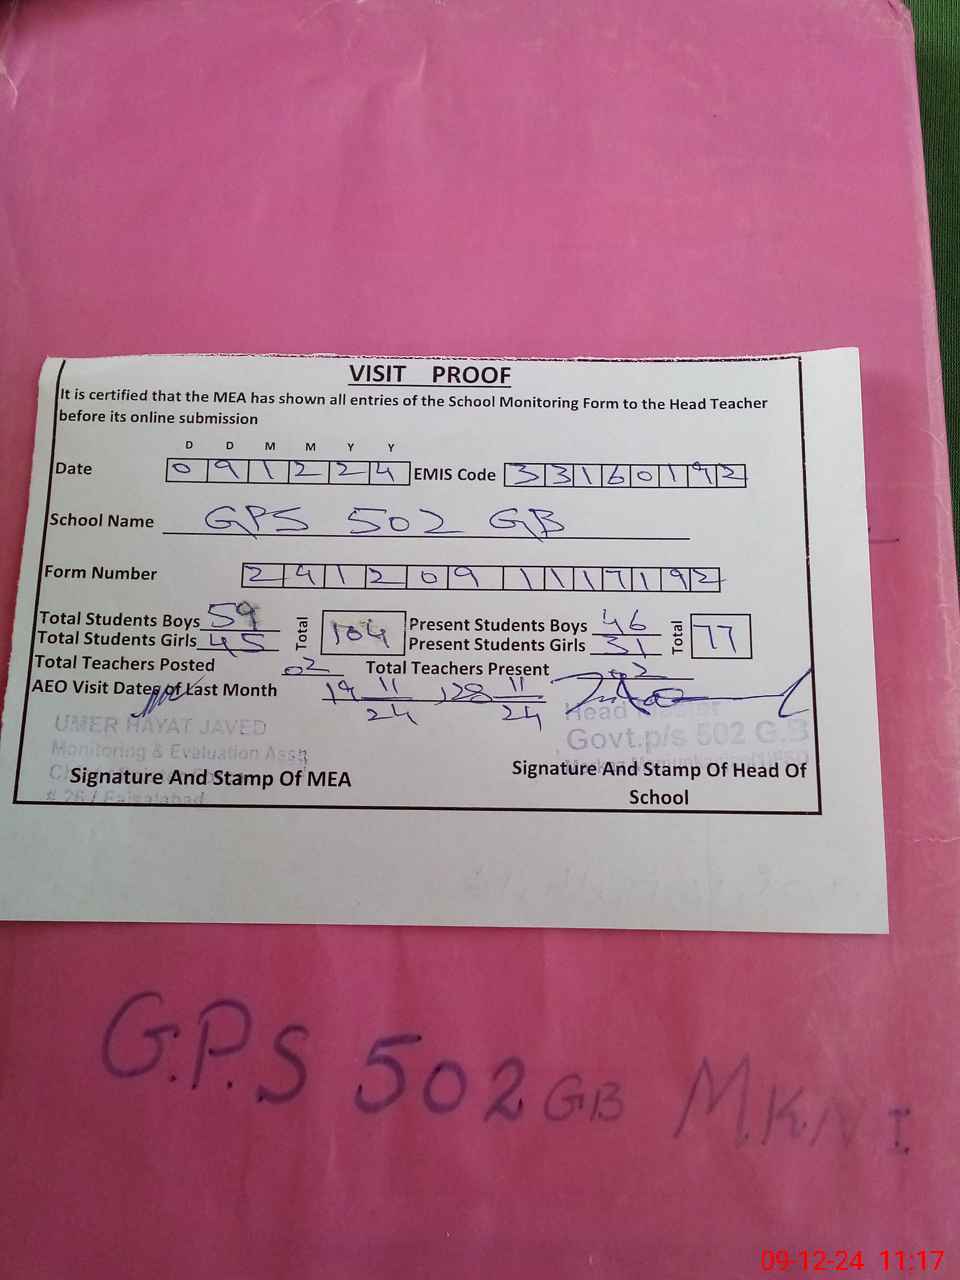 VISIT PROOF
It is certified that the MEA has shown all entries of the School Monitoring Form to the Head Teacher
before its online submission
D D M M Y Y
Date 0 9 1 2 2 4 EMIS Code 3 3 1 6 0 1 9 2
School Name GPS 502 GB
Form Number 2 4 1 2 0 9 1 1 1 7 1 9 2
Total Students Boys 59 Total 104 Present Students Boys 46 Total 77
Total Students Girls 45 Present Students Girls 31
Total Teachers Posted 02 Total Teachers Present 02
AEO Visit Dates of Last Month 19 11/24, 28 11/24
UMER HAYAT JAVED Head
Monitoring & Evaluation Asstt Govt.p/s 502 G.B
Signature And Stamp Of MEA Signature And Stamp Of Head Of
School
# 26 / Faisalabad
G.P.S 502 GB M.KN.I
09-12-24 11:17